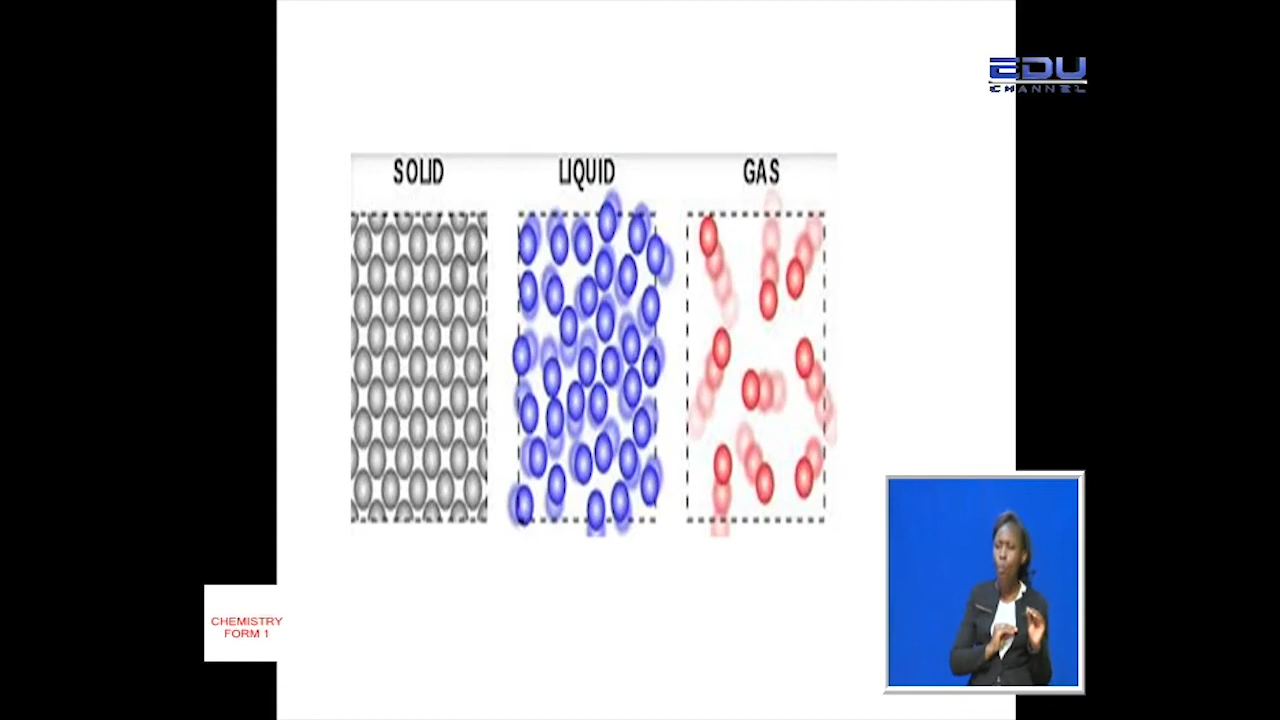 EDU
CHANNEL
SOLID LIQUID GAS
CHEMISTRY
FORM 1